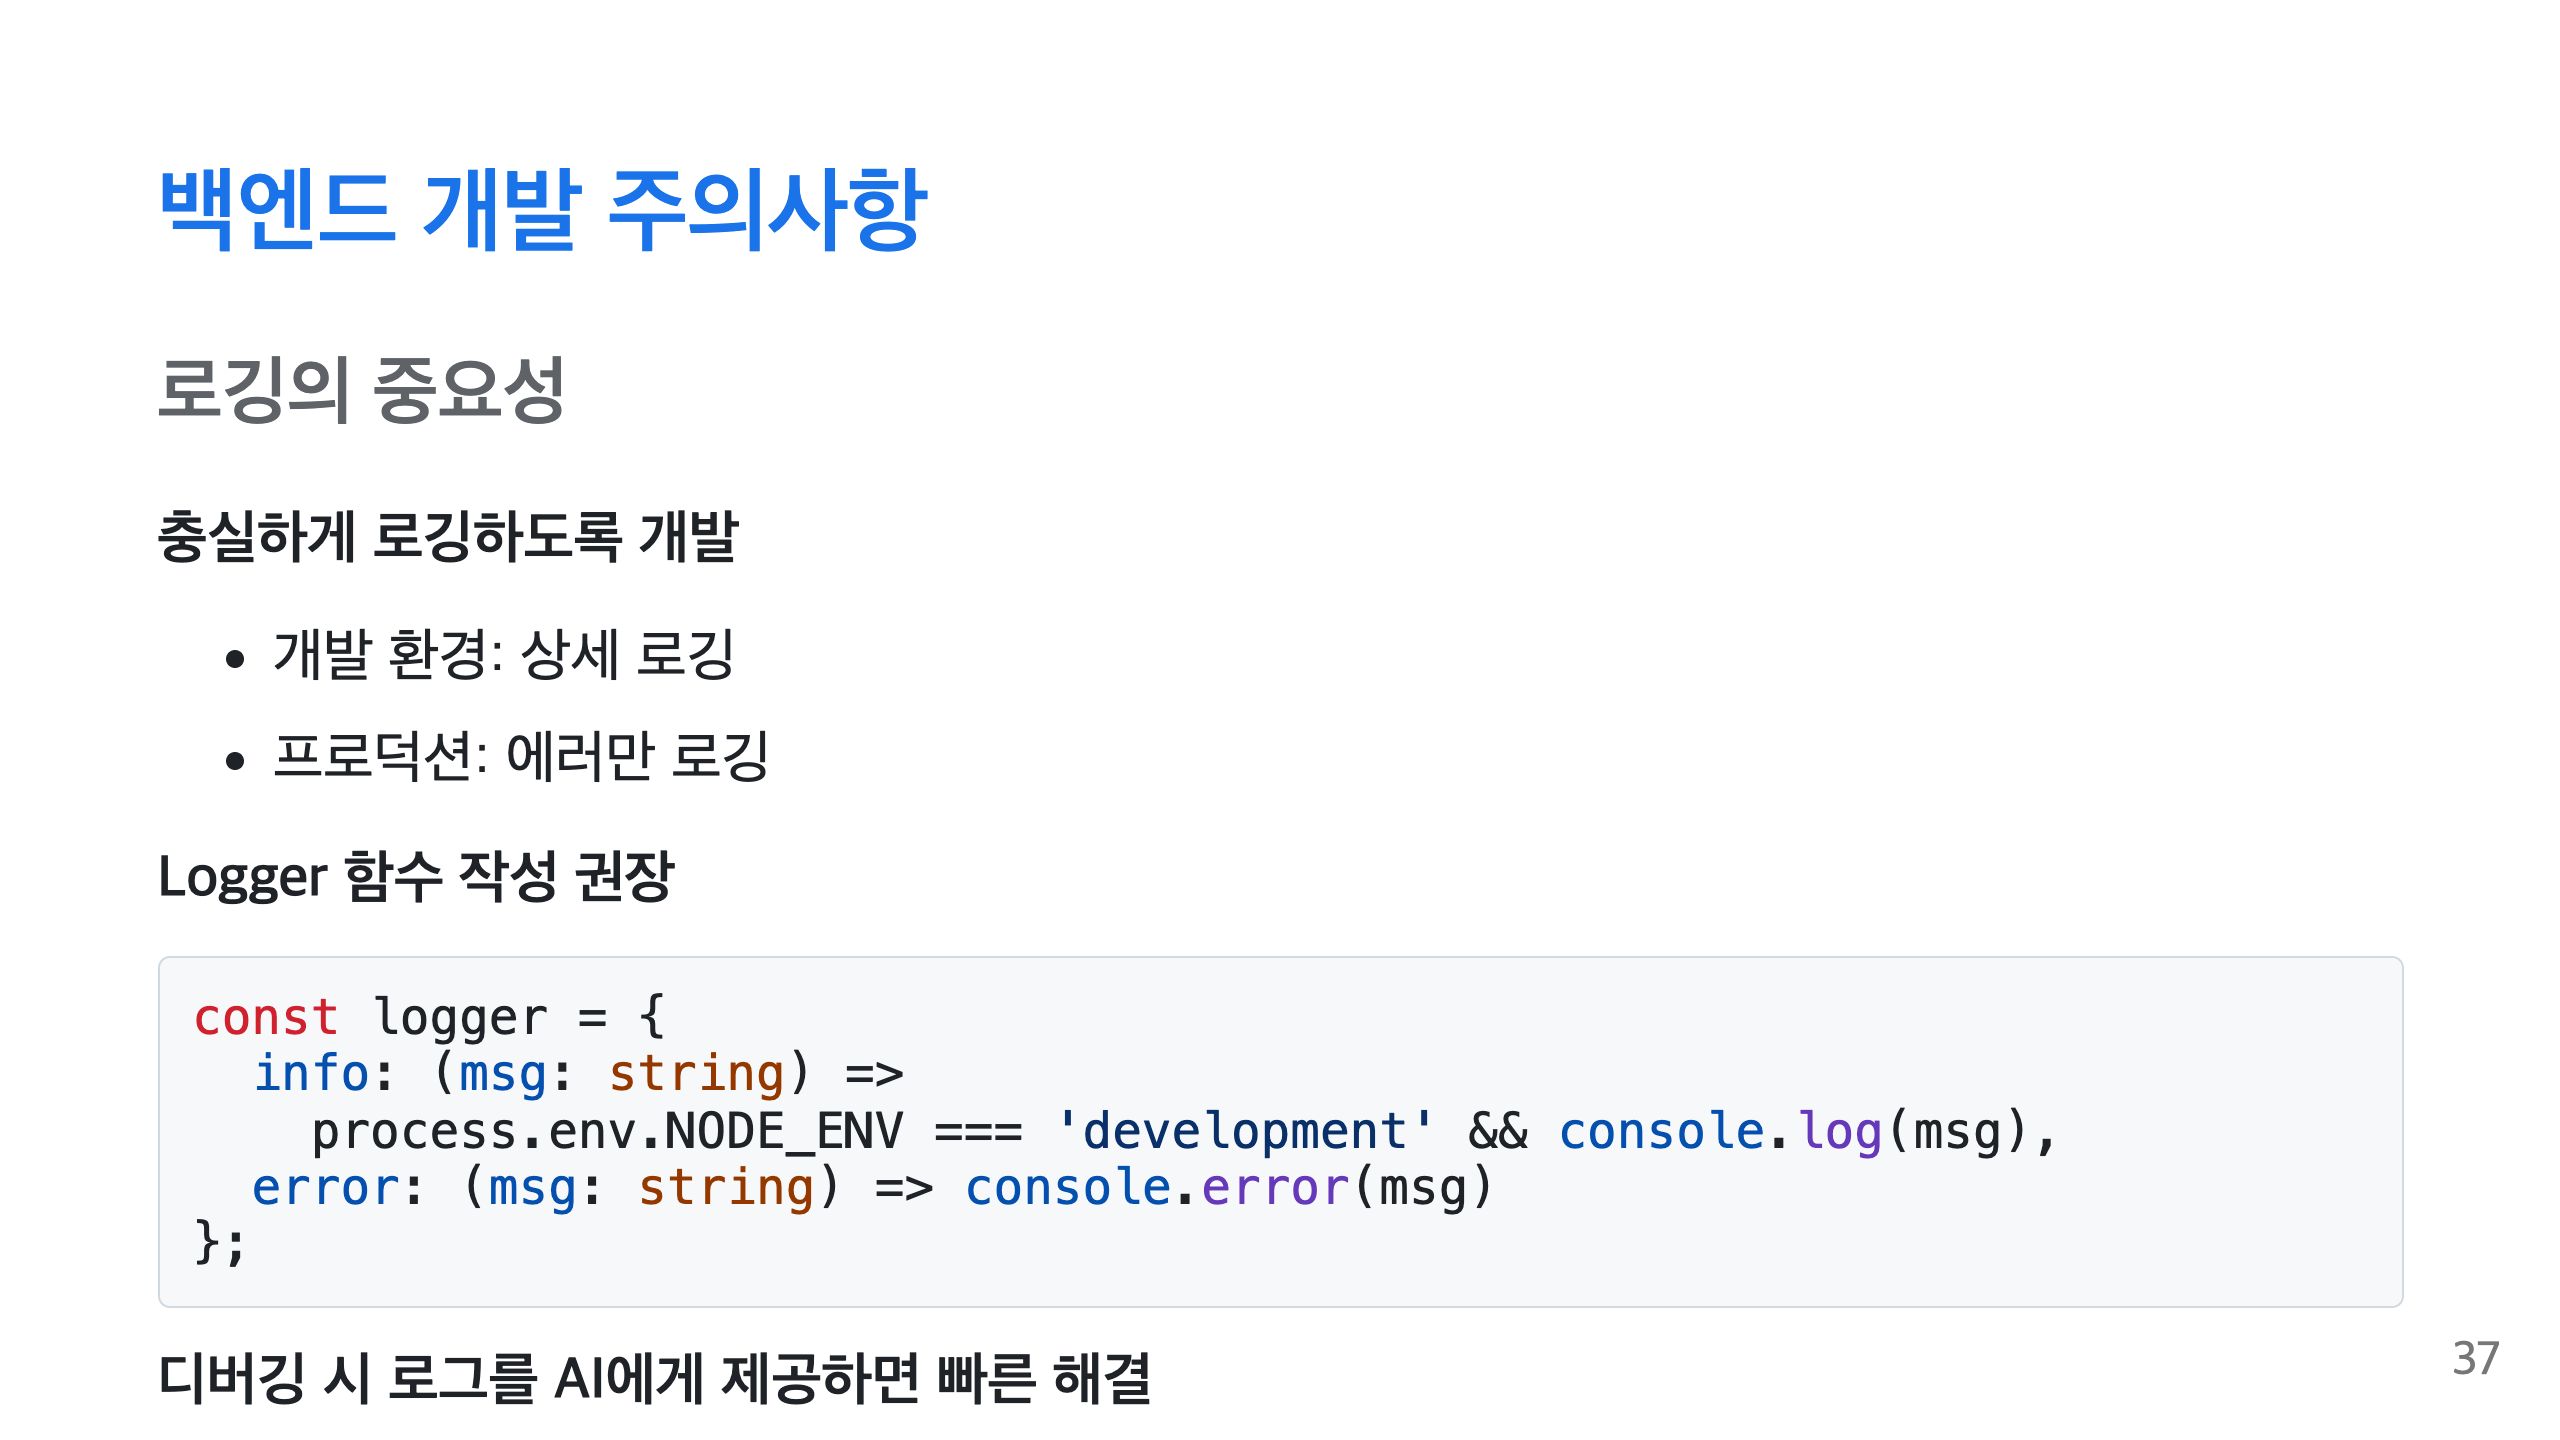 백엔드 개발 주의사항
로깅의 중요성
충실하게 로깅하도록 개발
• 개발 환경: 상세 로깅
• 프로덕션: 에러만 로깅
Logger 함수 작성 권장
const logger = {
  info: (msg: string) =>
    process.env.NODE_ENV === 'development' && console.log(msg),
  error: (msg: string) => console.error(msg)
};
디버깅 시 로그를 AI에게 제공하면 빠른 해결
37